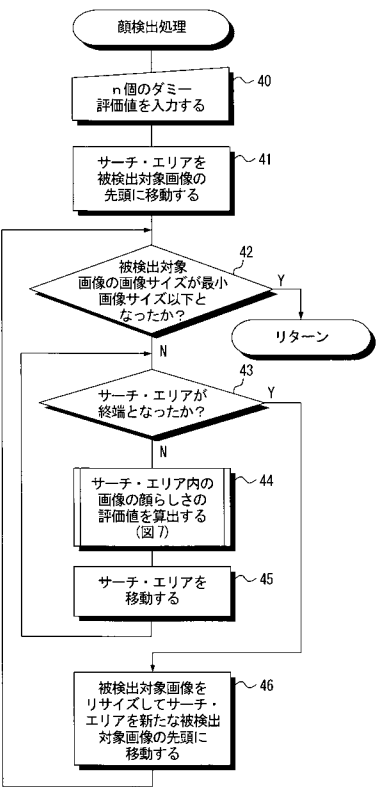 顔検出処理
n個のダミー
評価値を入力する
40
サーチ・エリアを
被検出対象画像の
先頭に移動する
41
被検出対象
画像の画像サイズが最小
画像サイズ以下と
なったか？
42
Y
リターン
N
サーチ・エリアが
終端となったか？
43
Y
N
サーチ・エリア内の
画像の顔らしさの
評価値を算出する
(図7)
44
サーチ・エリアを
移動する
45
被検出対象画像を
リサイズしてサーチ・
エリアを新たな被検出
対象画像の先頭に
移動する
46